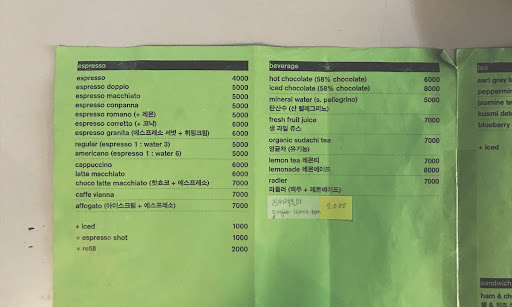 espresso
espresso 4000
espresso doppio 5000
espresso macchiato 5000
espresso conpanna 5000
espresso romano (+ 레몬) 5000
espresso corretto (+ 코냑) 6000
espresso granita (에스프레소 셔벗 + 휘핑크림) 6000
regular (espresso 1 : water 3) 5000
americano (espresso 1 : water 6) 5000
cappuccino 6000
latte macchiato 6000
choco latte macchiato (핫쵸코 + 에스프레소) 7000
caffe vienna 7000
affogato (아이스크림 + 에스프레소) 7000
+ iced 1000
+ espresso shot 1000
+ refill 2000
beverage
hot chocolate (58% chocolate) 6000
iced chocolate (58% chocolate) 8000
mineral water (s. pellegrino) 5000
탄산수 (산 펠레그리노)
fresh fruit juice 7000
생 과일 쥬스
organic sudachi tea 7000
영귤차 (유기농)
lemon tea 레몬티 7000
lemonade 레몬에이드 8000
radler 7000
라들러 (맥주 + 레몬에이드)
7,000
tea
earl grey
jasmine
kusmi
blueberry
+ iced
sandwich
ham &